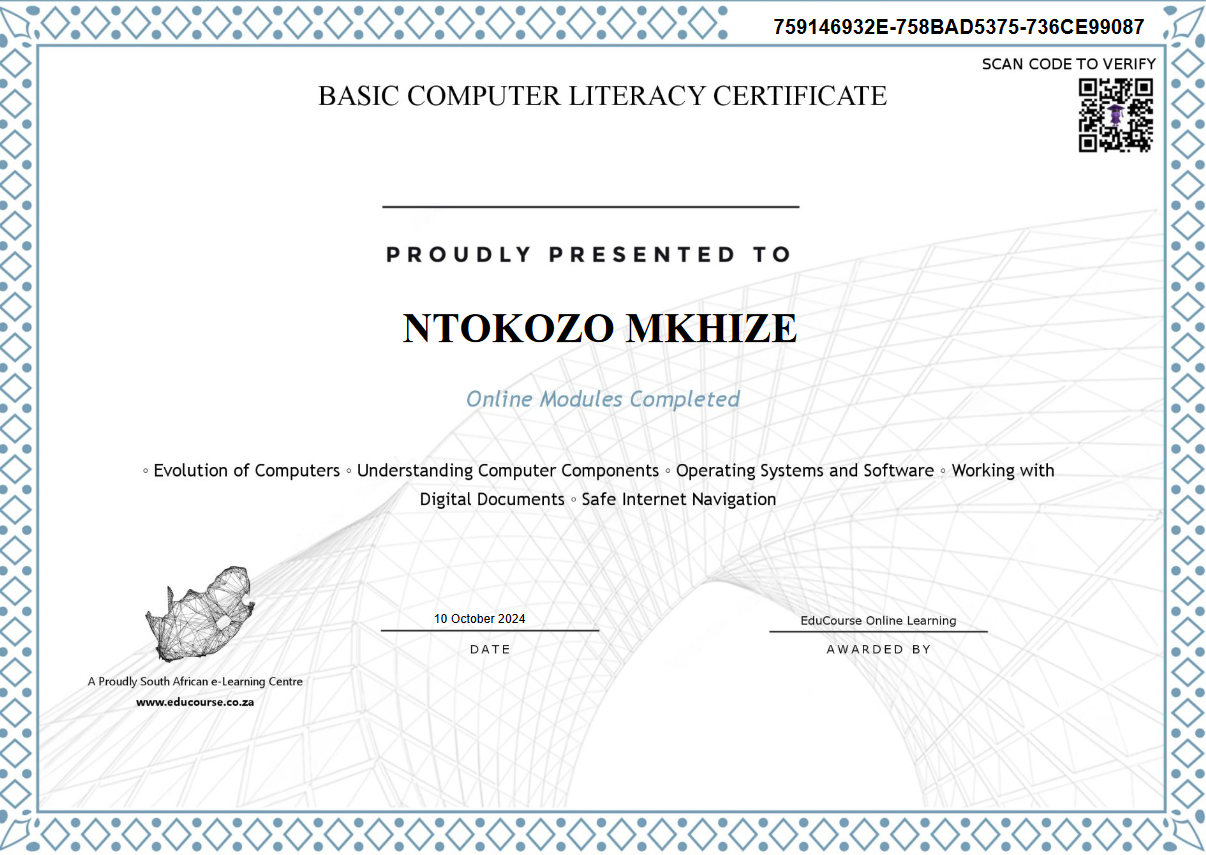 759146932E-758BAD5375-736CE99087
SCAN CODE TO VERIFY
BASIC COMPUTER LITERACY CERTIFICATE
PROUDLY PRESENTED TO
NTOKOZO MKHIZE
Online Modules Completed
◦ Evolution of Computers ◦ Understanding Computer Components ◦ Operating Systems and Software ◦ Working with
Digital Documents ◦ Safe Internet Navigation
10 October 2024
DATE
EduCourse Online Learning
AWARDED BY
A Proudly South African e-Learning Centre
www.educourse.co.za